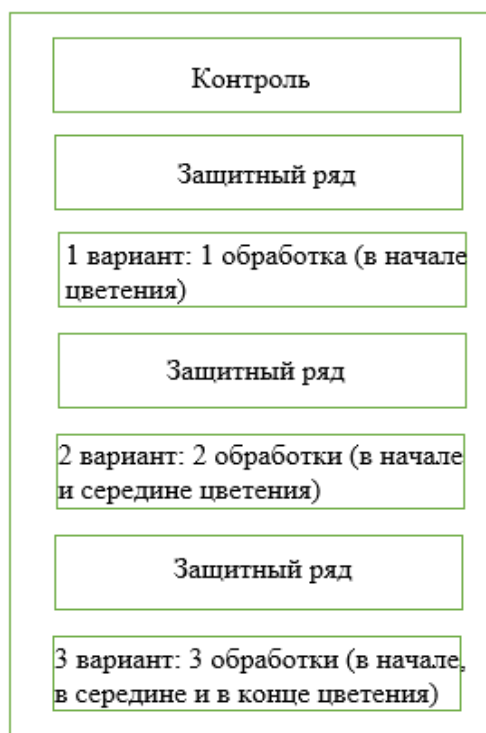 Контроль
Защитный ряд
1 вариант: 1 обработка (в начале
цветения)
Защитный ряд
2 вариант: 2 обработки (в начале
и середине цветения)
Защитный ряд
3 вариант: 3 обработки (в начале,
в середине и в конце цветения)